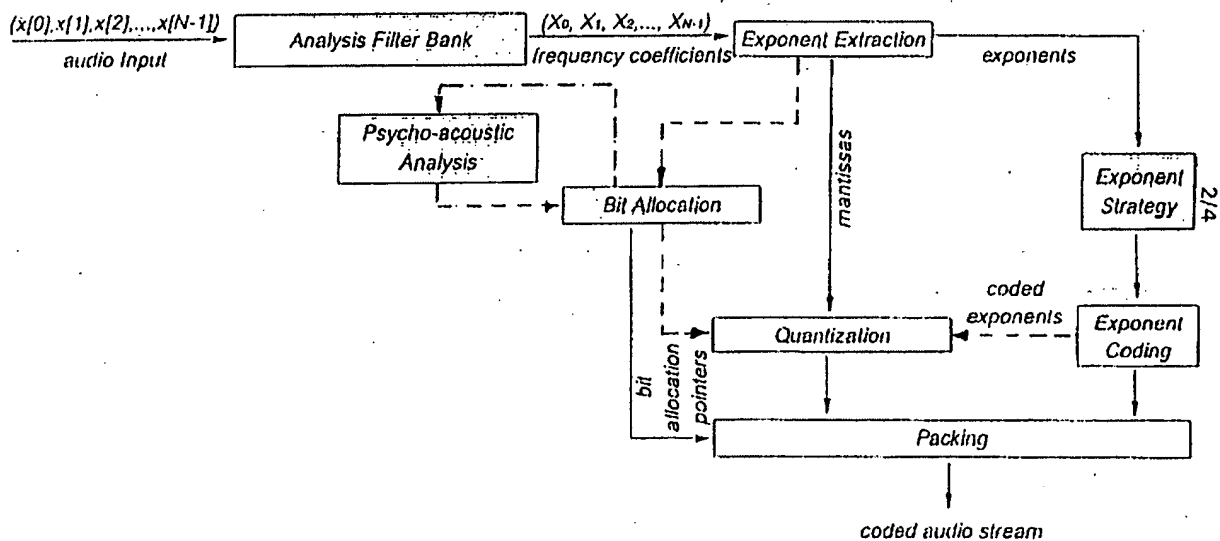 (x[0],x[1],x[2],...,x[N-1])
audio Input
Analysis Filter Bank
(X0, X1, X2,..., XN-1)
frequency coefficients
Exponent Extraction
exponents
Psycho-acoustic
Analysis
Bit Allocation
mantissas
Exponent
Strategy
2/4
coded
exponents
Quantization
Exponent
Coding
bit
allocation
pointers
Packing
coded audio stream